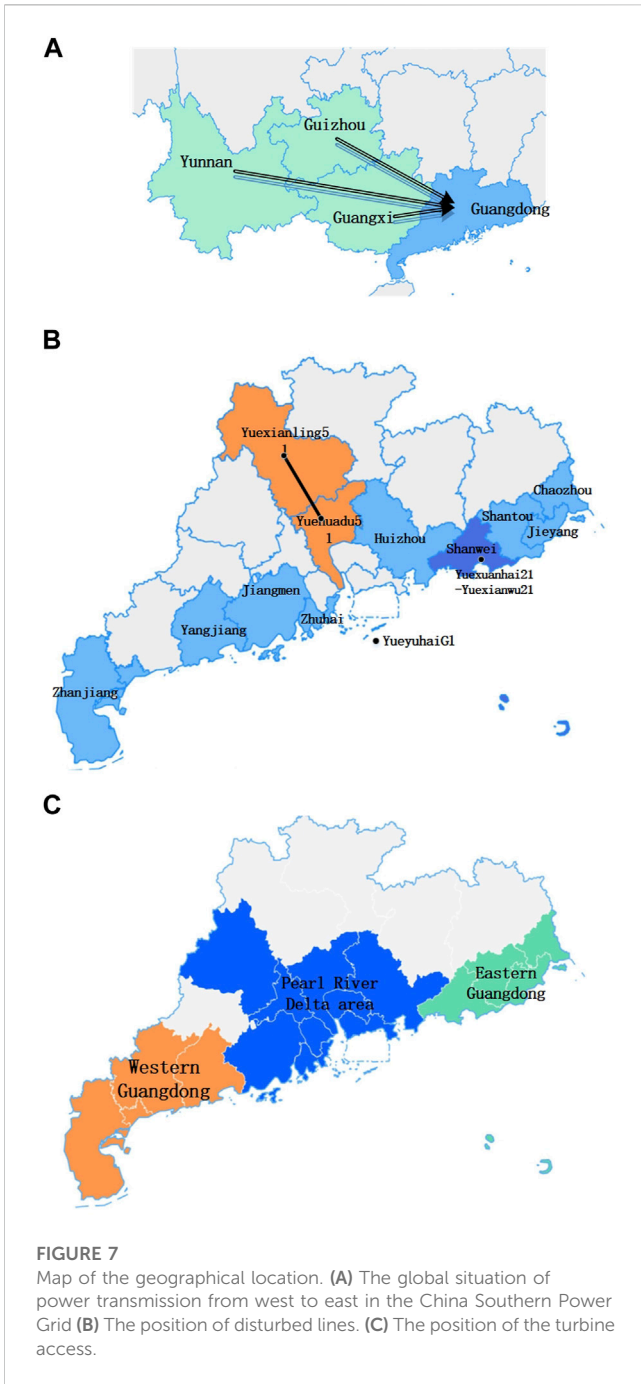 A
Guizhou
Yunnan
Guangxi
Guangdong
B
Yuexianling5
1
Yuehuadu5
1
Chaozhou
Shantou
Jieyang
Huizhou
Shanwei
Yuexuanhai21
-Yuexianwu21
Jiangmen
Zhuhai
Yangjiang
YueyuhaiG1
Zhanjiang
C
Pearl River
Delta area
Eastern
Guangdong
Western
Guangdong
FIGURE 7
Map of the geographical location. (A) The global situation of
power transmission from west to east in the China Southern Power
Grid (B) The position of disturbed lines. (C) The position of the turbine
access.